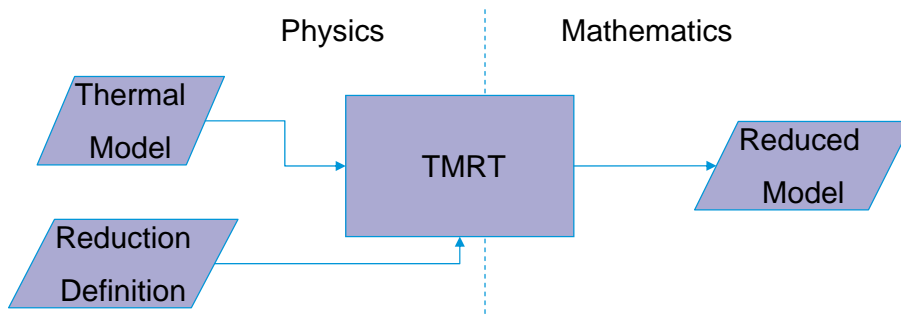 Physics
Mathematics
Thermal
Model
TMRT
Reduced
Model
Reduction
Definition